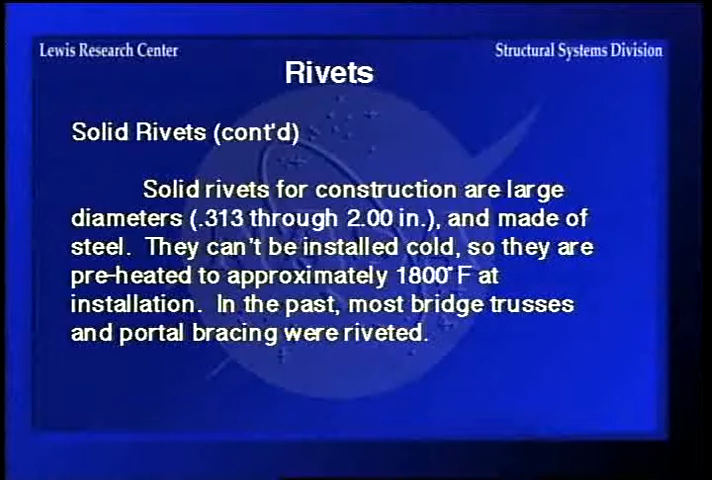 Lewis Research Center
Structural Systems Division
Rivets
Solid Rivets (cont'd)
Solid rivets for construction are large
diameters (.313 through 2.00 in.), and made of
steel. They can't be installed cold, so they are
pre-heated to approximately 1800°F at
installation. In the past, most bridge trusses
and portal bracing were riveted.